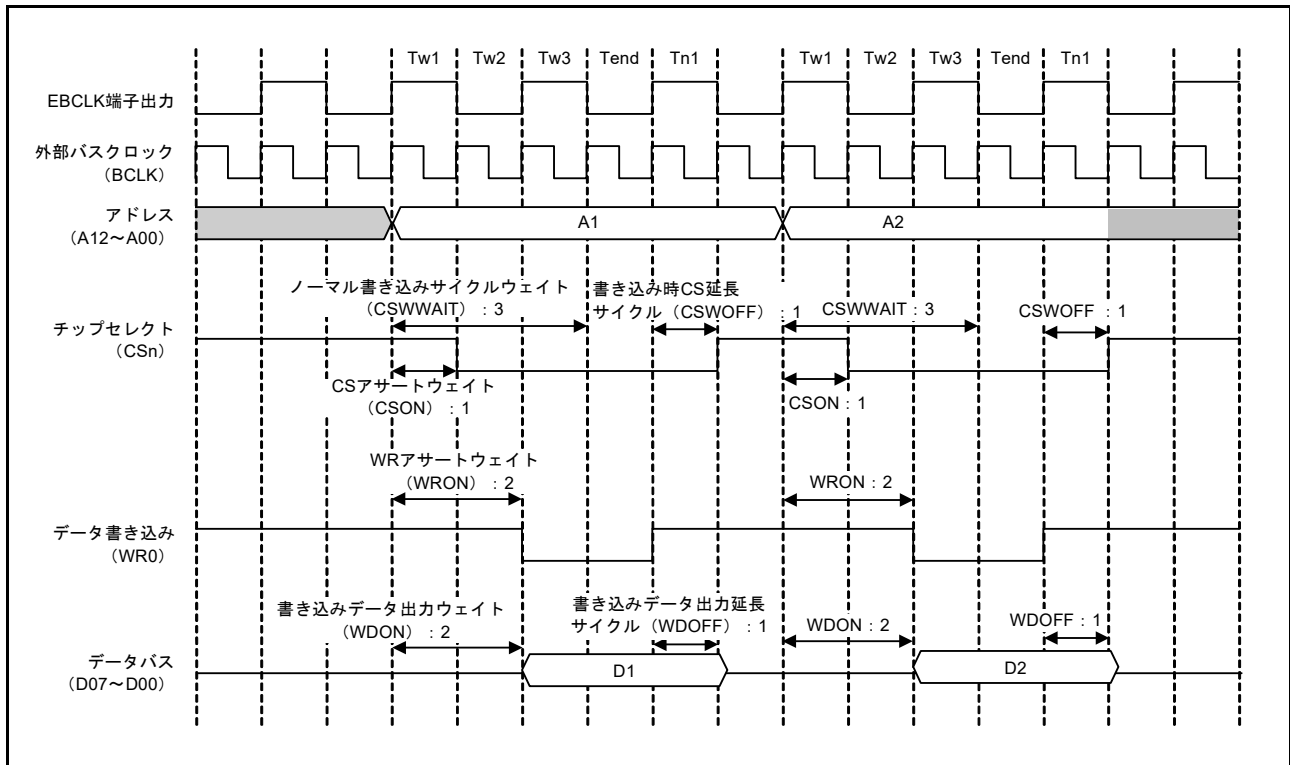 Tw1 Tw2 Tw3 Tend Tn1 Tw1 Tw2 Tw3 Tend Tn1
EBCLK端子出力
外部バスクロック
（BCLK）
アドレス
（A12～A00）
A1 A2
ノーマル書き込みサイクルウェイト
（CSWWAIT）：3
書き込み時CS延長
サイクル（CSWOFF）：1
CSWWAIT：3
CSWOFF：1
チップセレクト
（CSn）
CSアサートウェイト
（CSON）：1
CSON：1
WRアサートウェイト
（WRON）：2
WRON：2
データ書き込み
（WR0）
書き込みデータ出力ウェイト
（WDON）：2
書き込みデータ出力延長
サイクル（WDOFF）：1
WDON：2
WDOFF：1
データバス
（D07～D00）
D1 D2